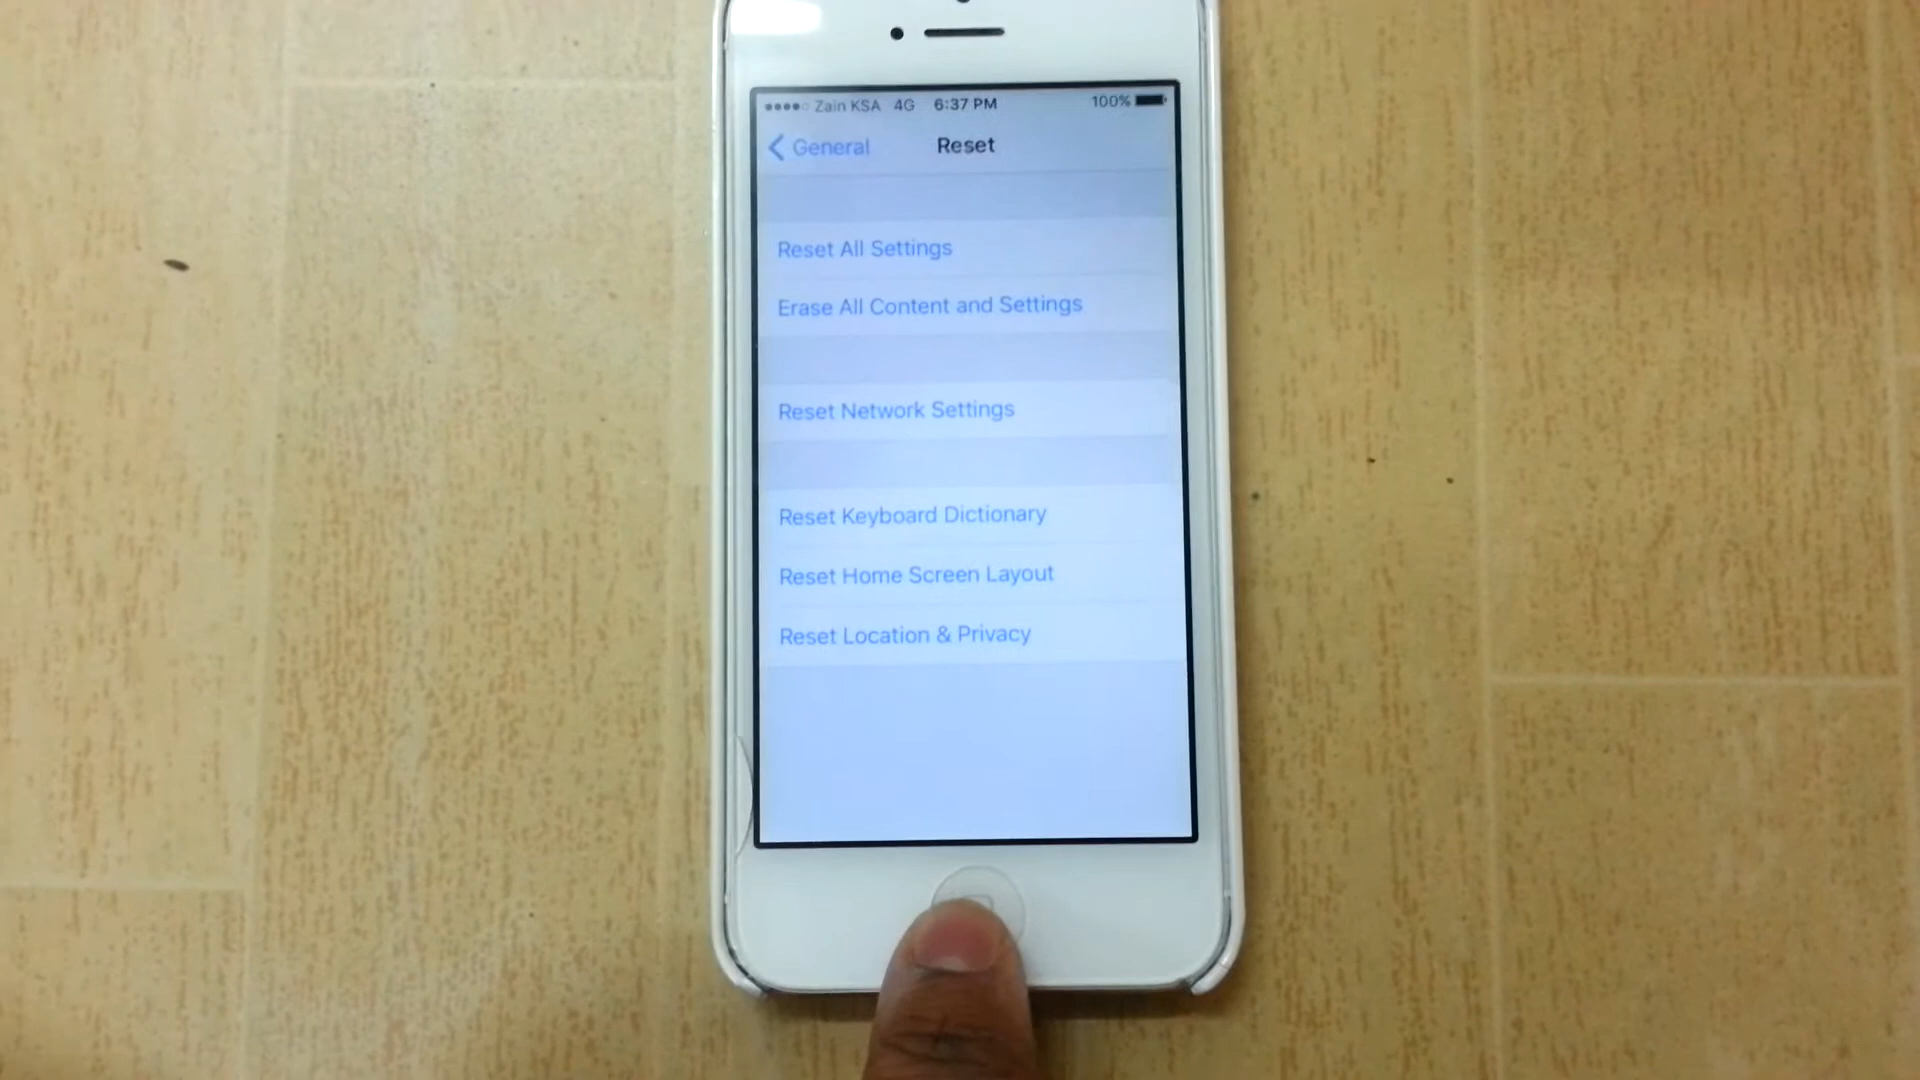 Zain KSA 4G 6:37 PM 100%
General Reset
Reset All Settings
Erase All Content and Settings
Reset Network Settings
Reset Keyboard Dictionary
Reset Home Screen Layout
Reset Location & Privacy